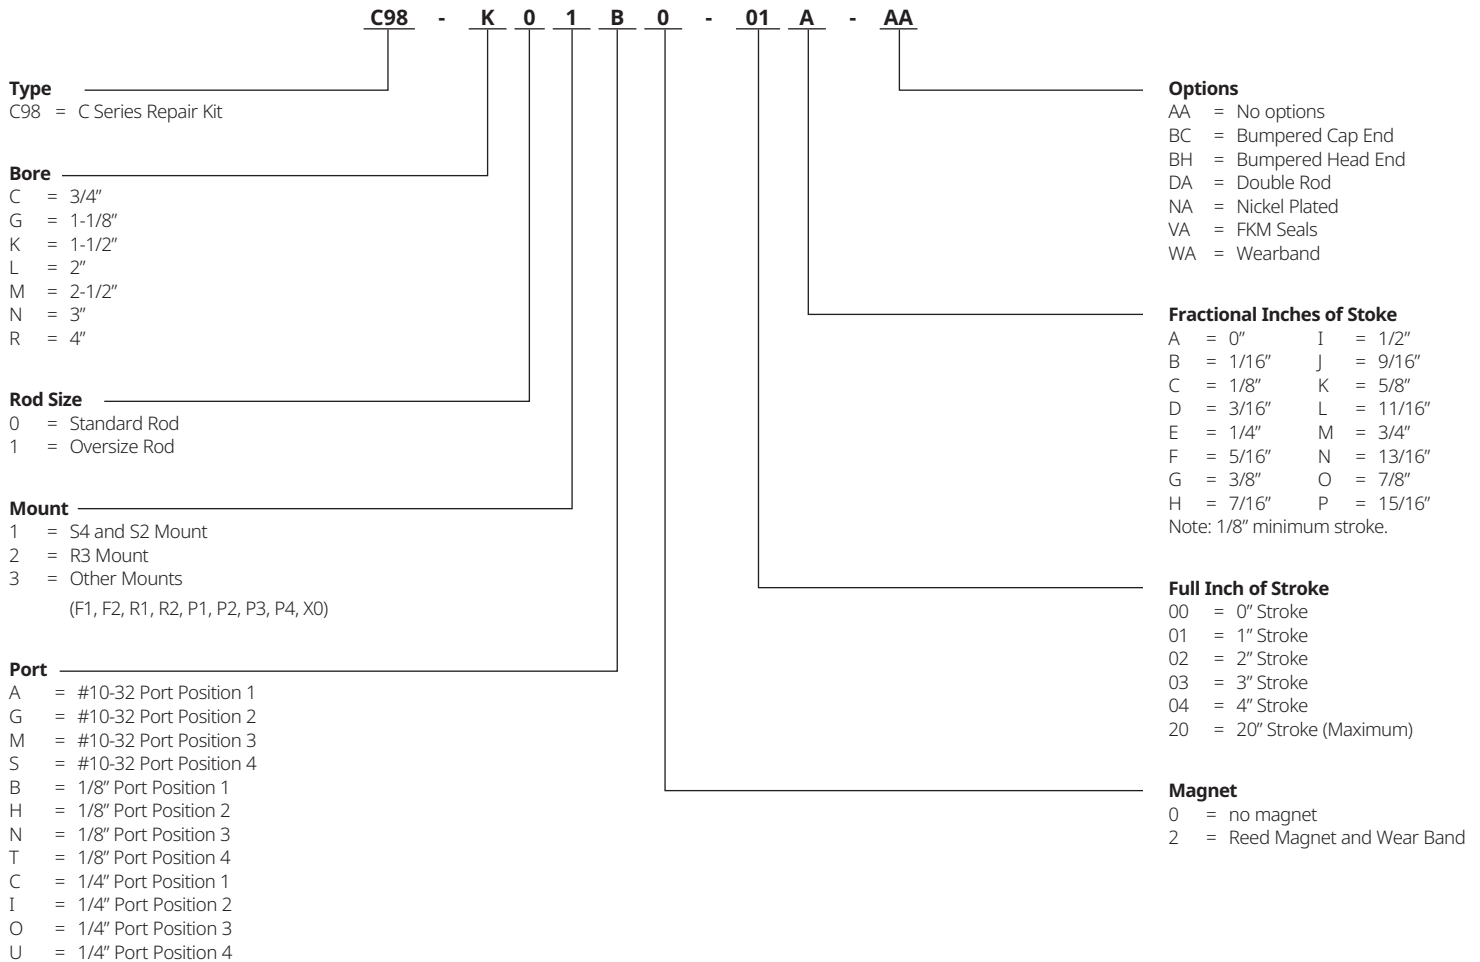 C98 - K 0 1 B 0 - 01 A - AA
Type
C98 = C Series Repair Kit
Bore
C = 3/4”
G = 1-1/8”
K = 1-1/2”
L = 2”
M = 2-1/2”
N = 3”
R = 4”
Rod Size
0 = Standard Rod
1 = Oversize Rod
Mount
1 = S4 and S2 Mount
2 = R3 Mount
3 = Other Mounts
(F1, F2, R1, R2, P1, P2, P3, P4, X0)
Port
A = #10-32 Port Position 1
G = #10-32 Port Position 2
M = #10-32 Port Position 3
S = #10-32 Port Position 4
B = 1/8” Port Position 1
H = 1/8” Port Position 2
N = 1/8” Port Position 3
T = 1/8” Port Position 4
C = 1/4” Port Position 1
I = 1/4” Port Position 2
O = 1/4” Port Position 3
U = 1/4” Port Position 4
Options
AA = No options
BC = Bumpered Cap End
BH = Bumpered Head End
DA = Double Rod
NA = Nickel Plated
VA = FKM Seals
WA = Wearband
Fractional Inches of Stoke
A = 0” I = 1/2”
B = 1/16” J = 9/16”
C = 1/8” K = 5/8”
D = 3/16” L = 11/16”
E = 1/4” M = 3/4”
F = 5/16” N = 13/16”
G = 3/8” O = 7/8”
H = 7/16” P = 15/16”
Note: 1/8” minimum stroke.
Full Inch of Stroke
00 = 0” Stroke
01 = 1” Stroke
02 = 2” Stroke
03 = 3” Stroke
04 = 4” Stroke
20 = 20” Stroke (Maximum)
Magnet
0 = no magnet
2 = Reed Magnet and Wear Band